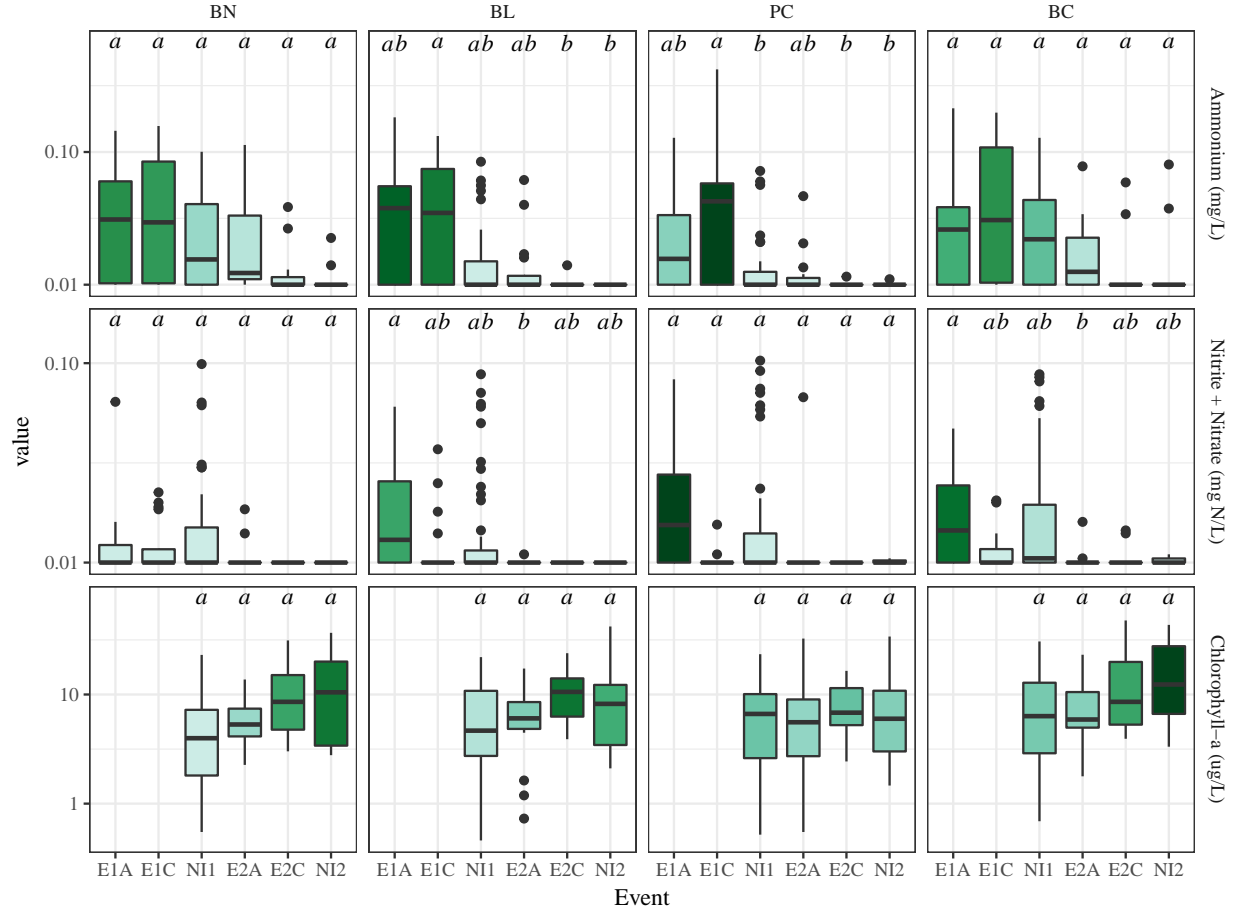 BN BL PC BC
a a a a a a ab a ab ab b b ab a b ab b b a a a a a a
0.10
0.01
Ammonium (mg/L)
a a a a a a a ab ab b ab ab a a a a a a a ab ab b ab ab
0.10
0.01
Nitrite + Nitrate (mg N/L)
a a a a a a a a a a a a a a a a
10
1
Chlorophyll−a (ug/L)
value
E1A E1C NI1 E2A E2C NI2 E1A E1C NI1 E2A E2C NI2 E1A E1C NI1 E2A E2C NI2 E1A E1C NI1 E2A E2C NI2
Event